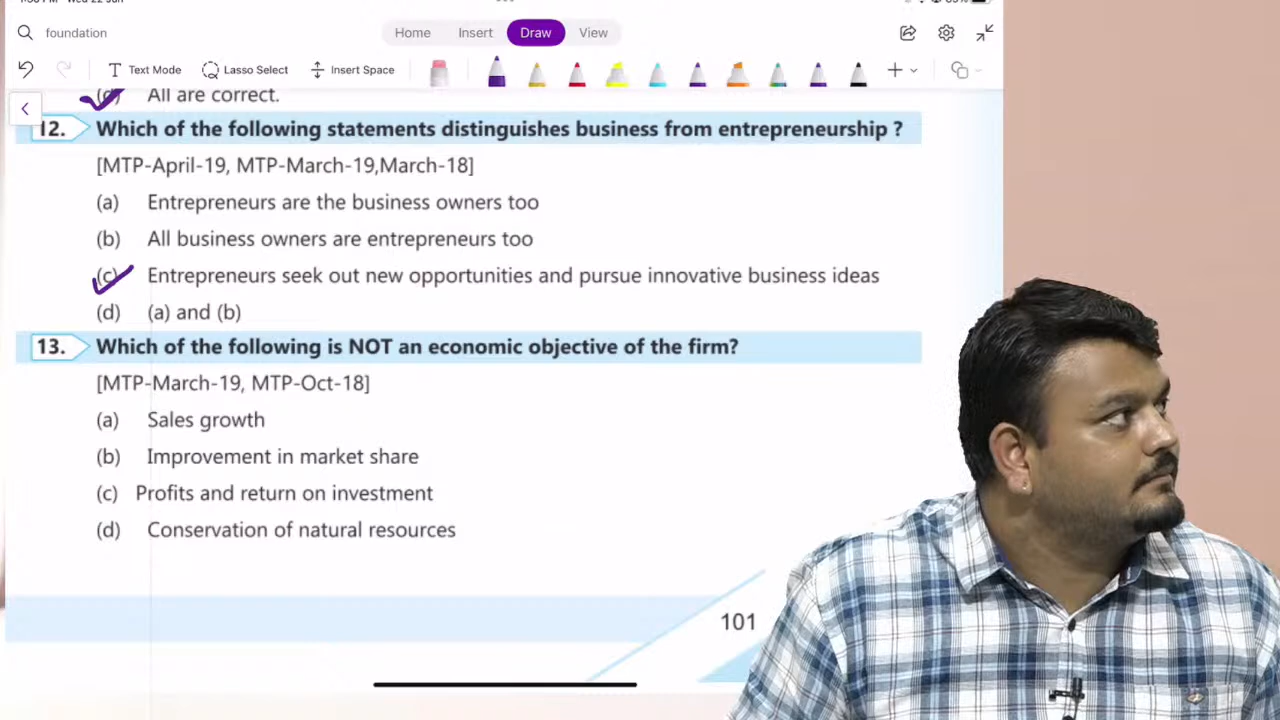 foundation
Home Insert Draw View
Text Mode Lasso Select Insert Space
All are correct.
12. Which of the following statements distinguishes business from entrepreneurship ?
[MTP-April-19, MTP-March-19,March-18]
(a) Entrepreneurs are the business owners too
(b) All business owners are entrepreneurs too
(c) Entrepreneurs seek out new opportunities and pursue innovative business ideas
(d) (a) and (b)
13. Which of the following is NOT an economic objective of the firm?
[MTP-March-19, MTP-Oct-18]
(a) Sales growth
(b) Improvement in market share
(c) Profits and return on investment
(d) Conservation of natural resources
101